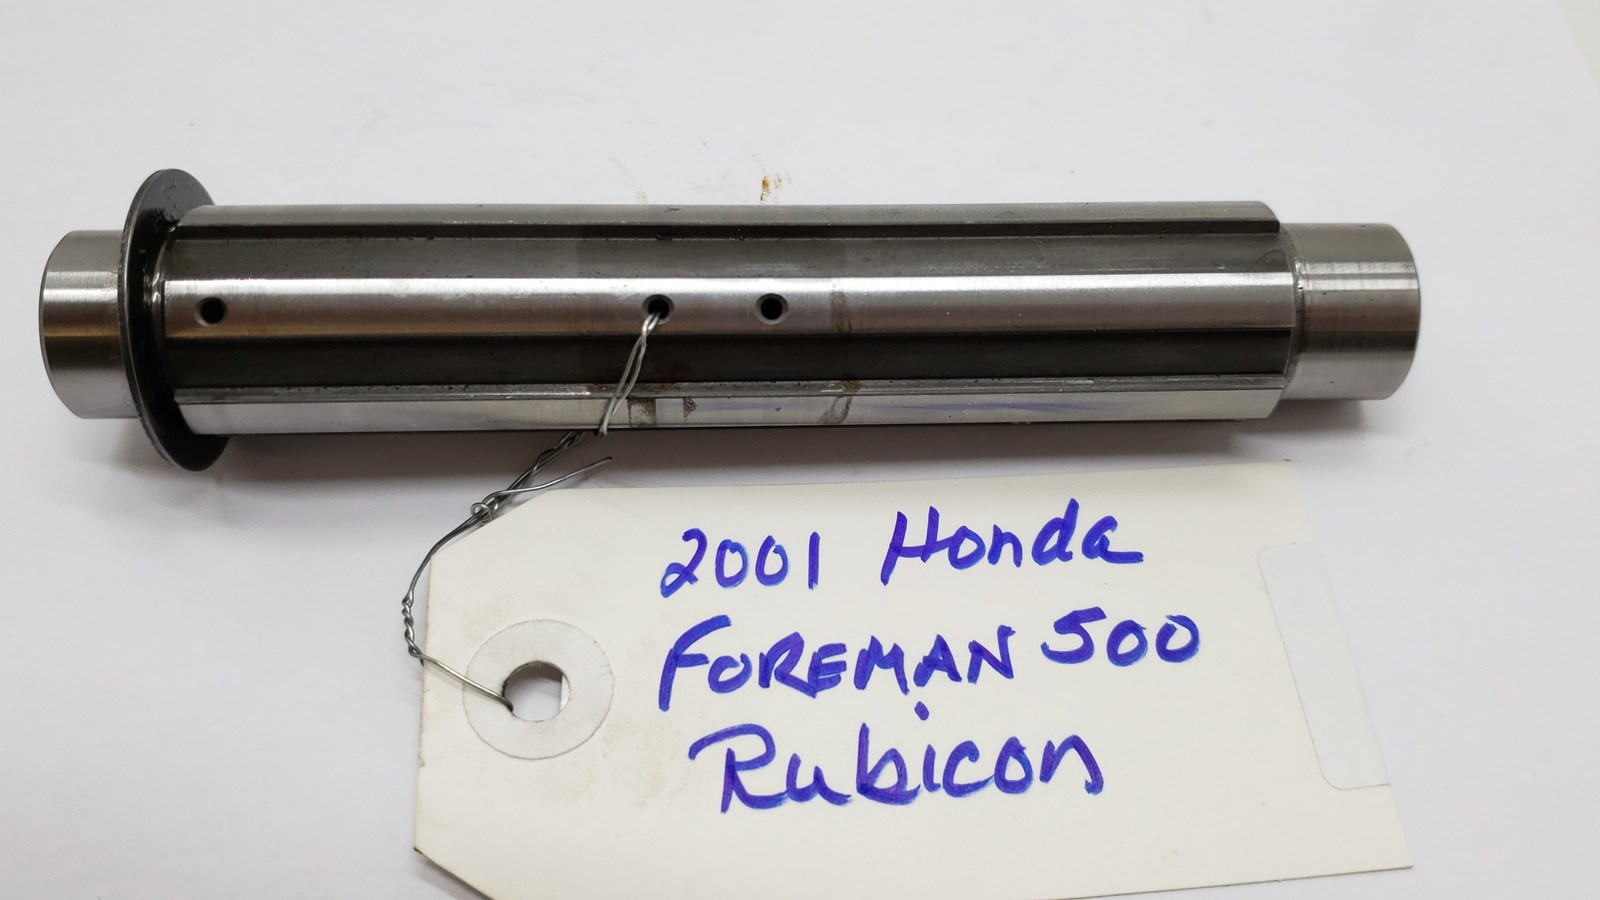 2001 Honda
FOREMAN 500
Rubicon